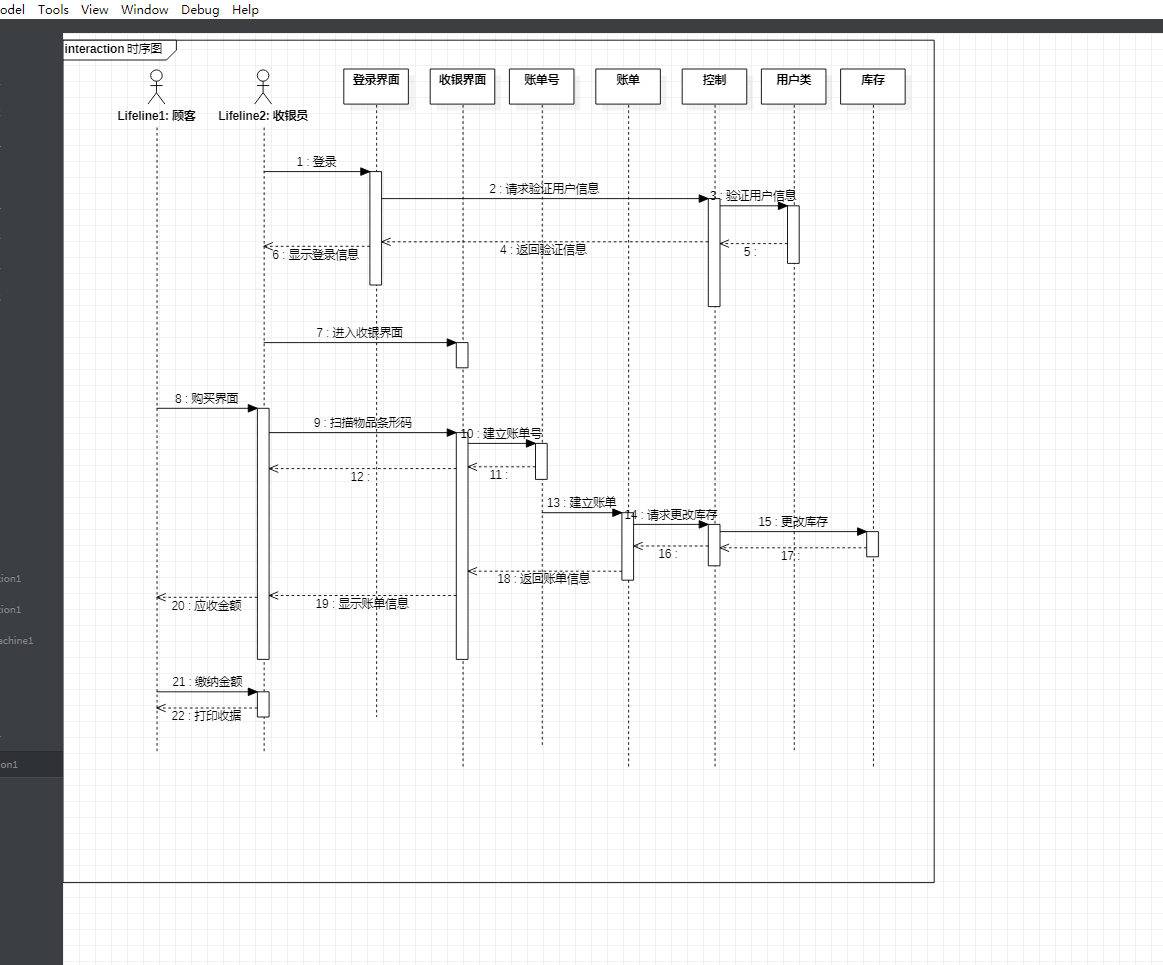 odel Tools View Window Debug Help
interaction 时序图
登录界面 收银界面 账单号 账单 控制 用户类 库存
Lifeline1: 顾客 Lifeline2: 收银员
1 : 登录
2 : 请求验证用户信息
3 : 验证用户信息
4 : 返回验证信息
5 :
6 : 显示登录信息
7 : 进入收银界面
8 : 购买界面
9 : 扫描物品条形码
10 : 建立账单号
11 :
12 :
13 : 建立账单
14 : 请求更改库存
15 : 更改库存
16 :
17 :
18 : 返回账单信息
19 : 显示账单信息
20 : 应收金额
21 : 缴纳金额
22 : 打印收据
tion1
tion1
achine1
on1